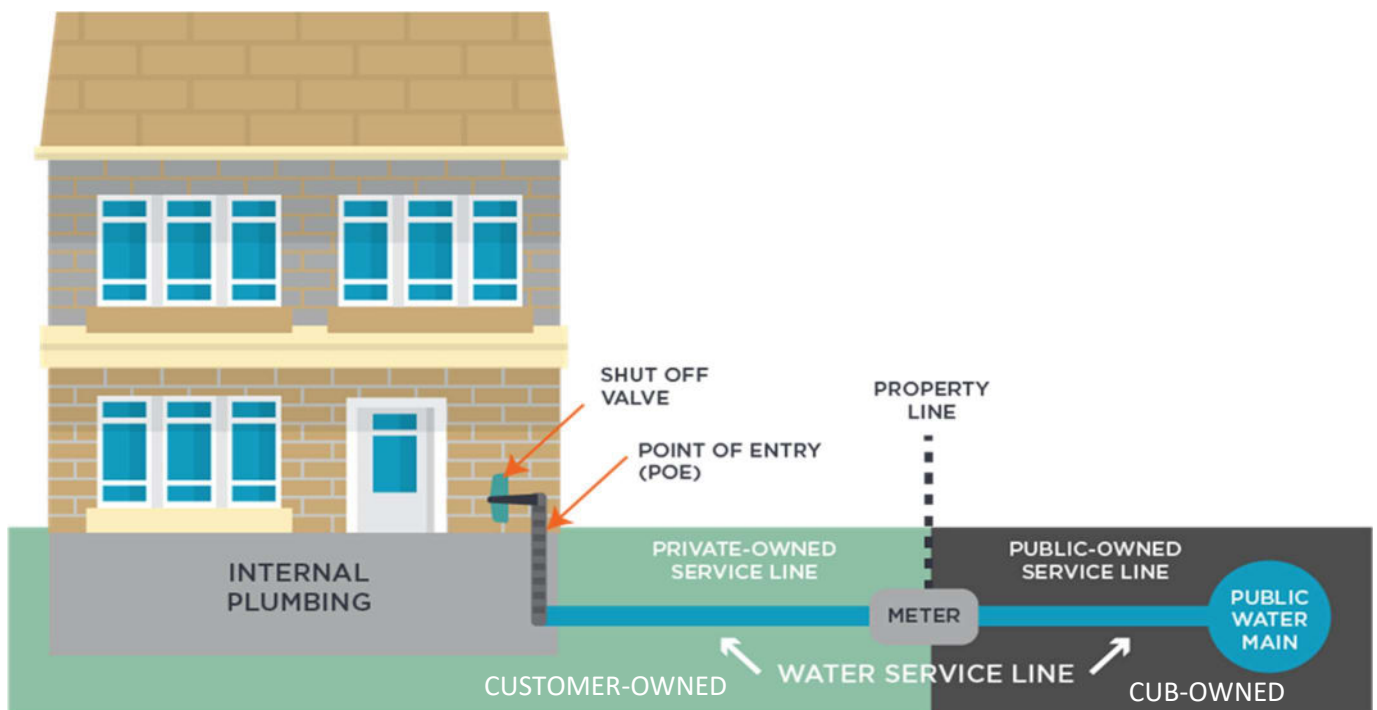 SHUT OFF
VALVE
PROPERTY
LINE
POINT OF ENTRY
(POE)
PRIVATE-OWNED
SERVICE LINE
PUBLIC-OWNED
SERVICE LINE
INTERNAL
PLUMBING
METER
PUBLIC
WATER
MAIN
WATER SERVICE LINE
CUSTOMER-OWNED
CUB-OWNED